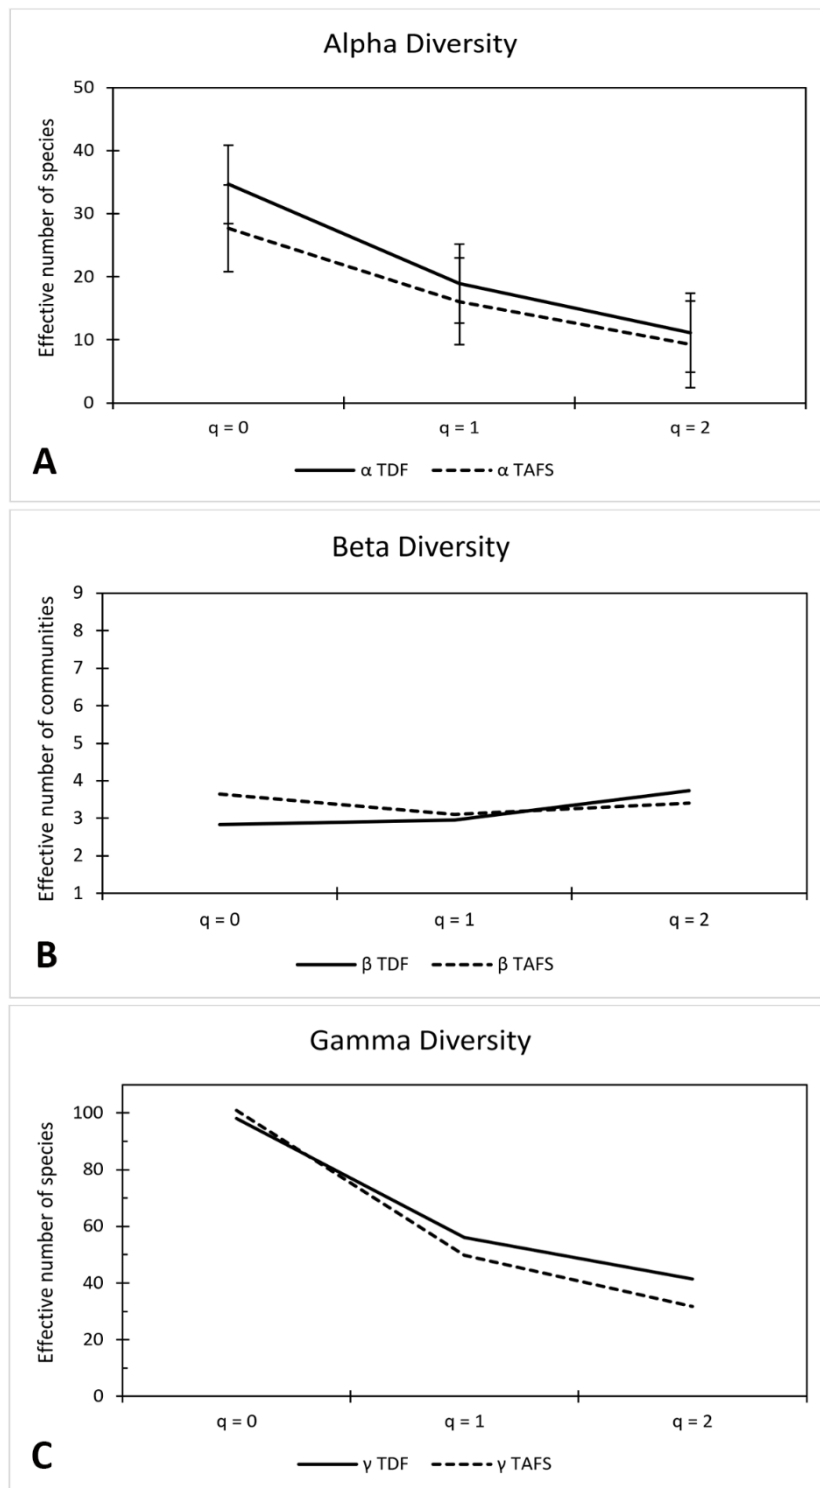 Alpha Diversity
Effective number of species
50
40
30
20
10
0
q = 0 q = 1 q = 2
A
α TDF α TAFS
Beta Diversity
Effective number of communities
9
8
7
6
5
4
3
2
1
q = 0 q = 1 q = 2
B
β TDF β TAFS
Gamma Diversity
Effective number of species
100
80
60
40
20
0
q = 0 q = 1 q = 2
C
γ TDF γ TAFS